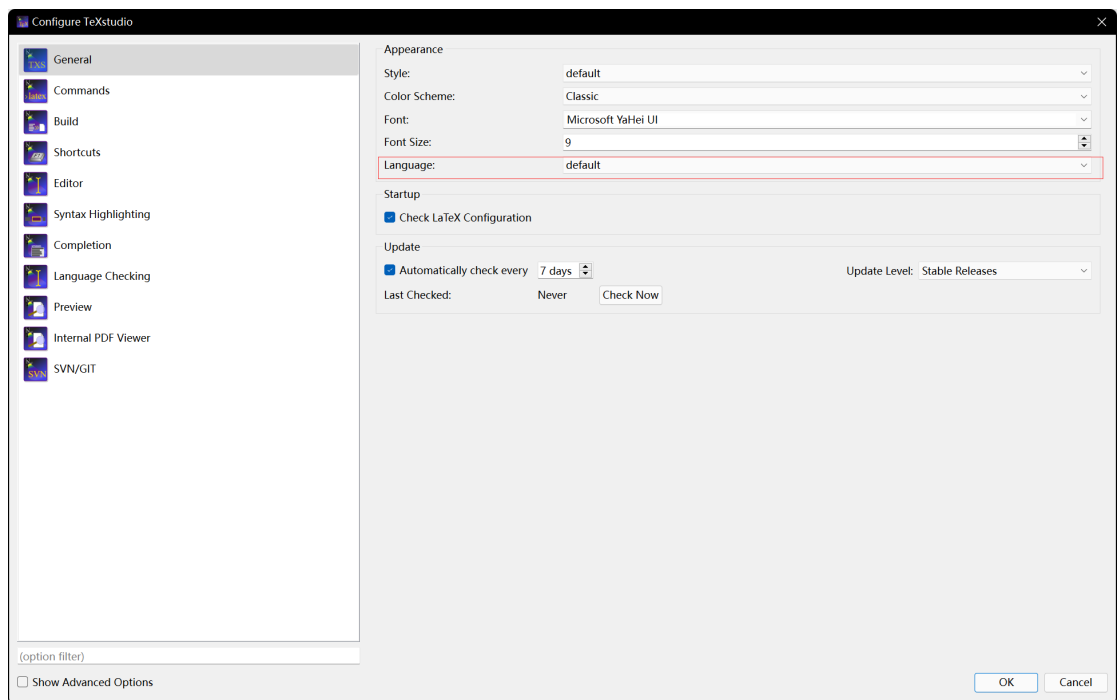 Configure TeXstudio
General
Commands
Build
Shortcuts
Editor
Syntax Highlighting
Completion
Language Checking
Preview
Internal PDF Viewer
SVN/GIT
(option filter)
Show Advanced Options
Appearance
Style: default
Color Scheme: Classic
Font: Microsoft YaHei UI
Font Size: 9
Language: default
Startup
Check LaTeX Configuration
Update
Automatically check every 7 days Update Level: Stable Releases
Last Checked: Never Check Now
OK Cancel